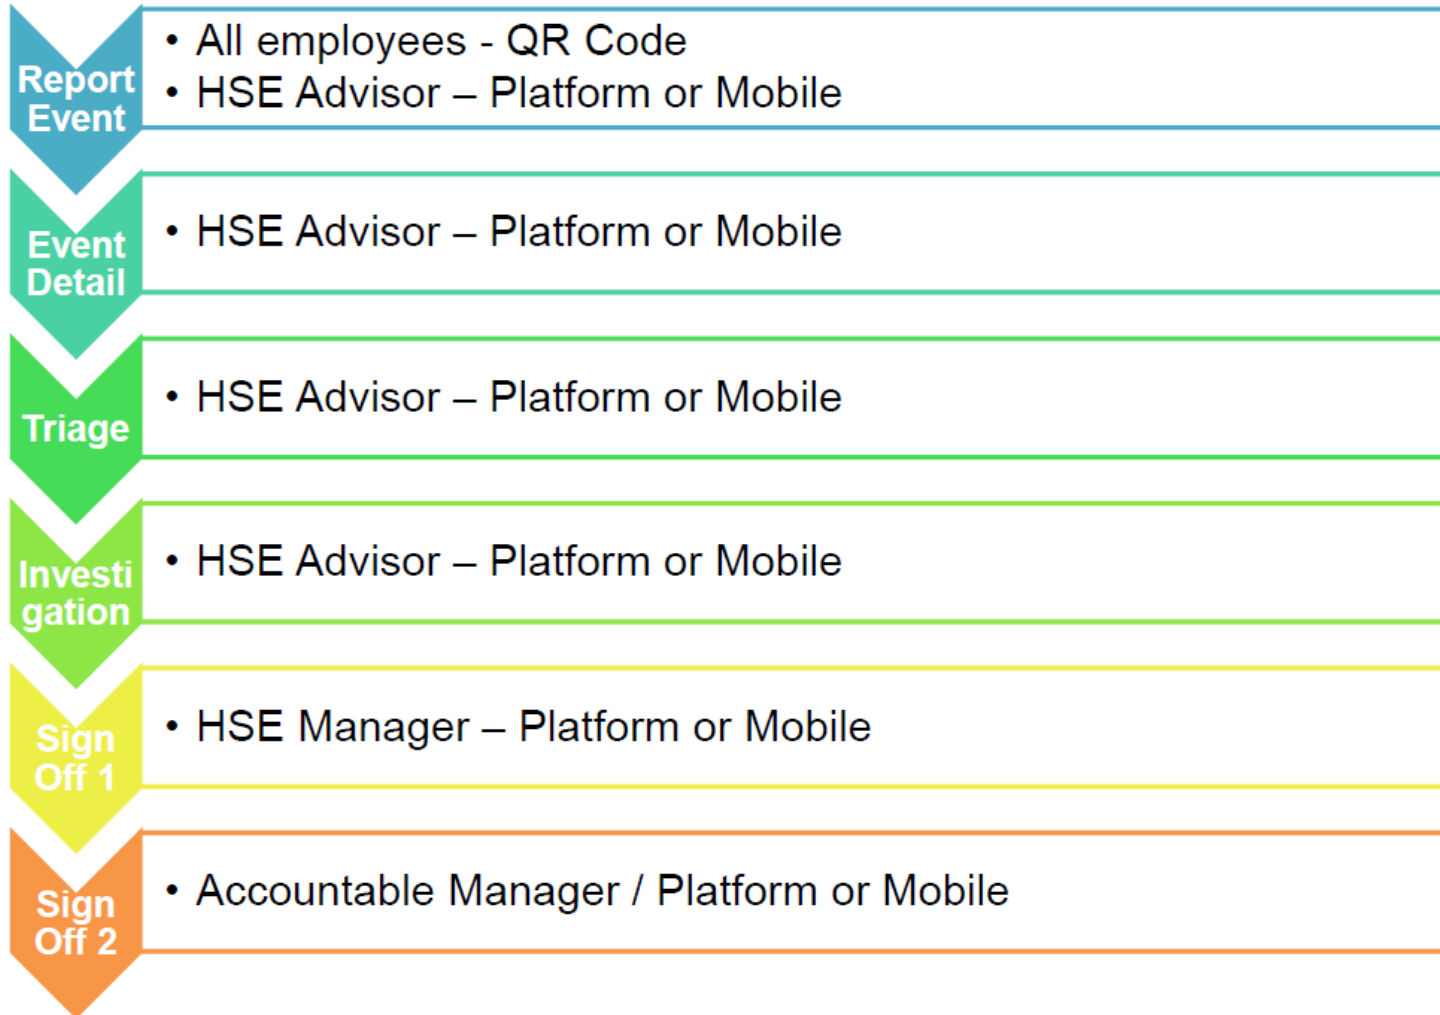 Report
Event
• All employees - QR Code
• HSE Advisor – Platform or Mobile
Event
Detail
• HSE Advisor – Platform or Mobile
Triage
• HSE Advisor – Platform or Mobile
Investi
gation
• HSE Advisor – Platform or Mobile
Sign
Off 1
• HSE Manager – Platform or Mobile
Sign
Off 2
• Accountable Manager / Platform or Mobile